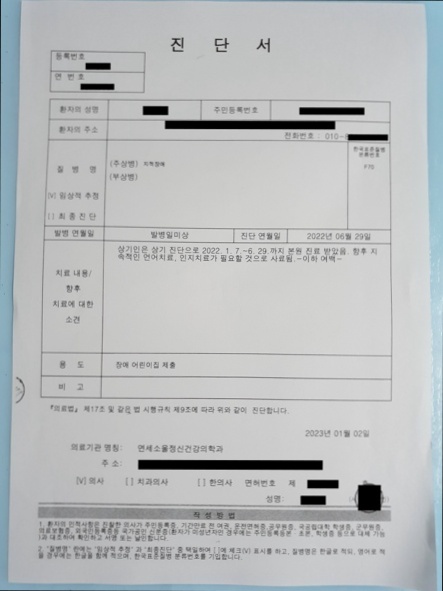 진 단 서
등록번호
연 번 호
환자의 성명
주민등록번호
환자의 주소
전화번호 : 010-
한국표준질병
분류번호
F70
질 병 명
(주상병) 지적장애
(부상병)
[V] 임상적 추정
[ ] 최 종 진 단
발병 연월일 발병일미상 진단 연월일 2022년 06월 29일
치료 내용/
향후
치료에 대한
소견
상기인은 상기 진단으로 2022. 1. 7.~6. 29.까지 본원 진료 받았음. 향후 지
속적인 언어치료, 인지치료가 필요할 것으로 사료됨.-이하 여백-
용 도 장애 어린이집 제출
비 고
『의료법』 제17조 및 같은 법 시행규칙 제9조에 따라 위와 같이 진단합니다.
2023년 01월 02일
의료기관 명칭: 연세소울정신건강의학과
주 소:
[V] 의사 [ ] 치과의사 [ ] 한의사 면허번호 제
성명:
작 성 방 법
1. 환자의 인적사항은 진찰한 의사가 주민등록증, 기간만료 전 여권, 운전면허증, 공무원증, 국공립대학 학생증, 군무원증,
의료보험증, 외국인등록증등 국가공인 신분증(환자가 미성년자인 경우에는 주민등록등본ㆍ초본, 학생증 등으로 대체 가능
)과 대조하여 확인하고 서명 또는 날인합니다.
2. "질병명" 란에는 "임상적 추정"과 "최종진단" 중 택일하여 [ ]에 체크(V) 표시를 하고, 질병명은 한글로 적되, 영어로 적
을 경우에는 한글을 함께 적으며, 한국표준질병 분류번호를 기입합니다.